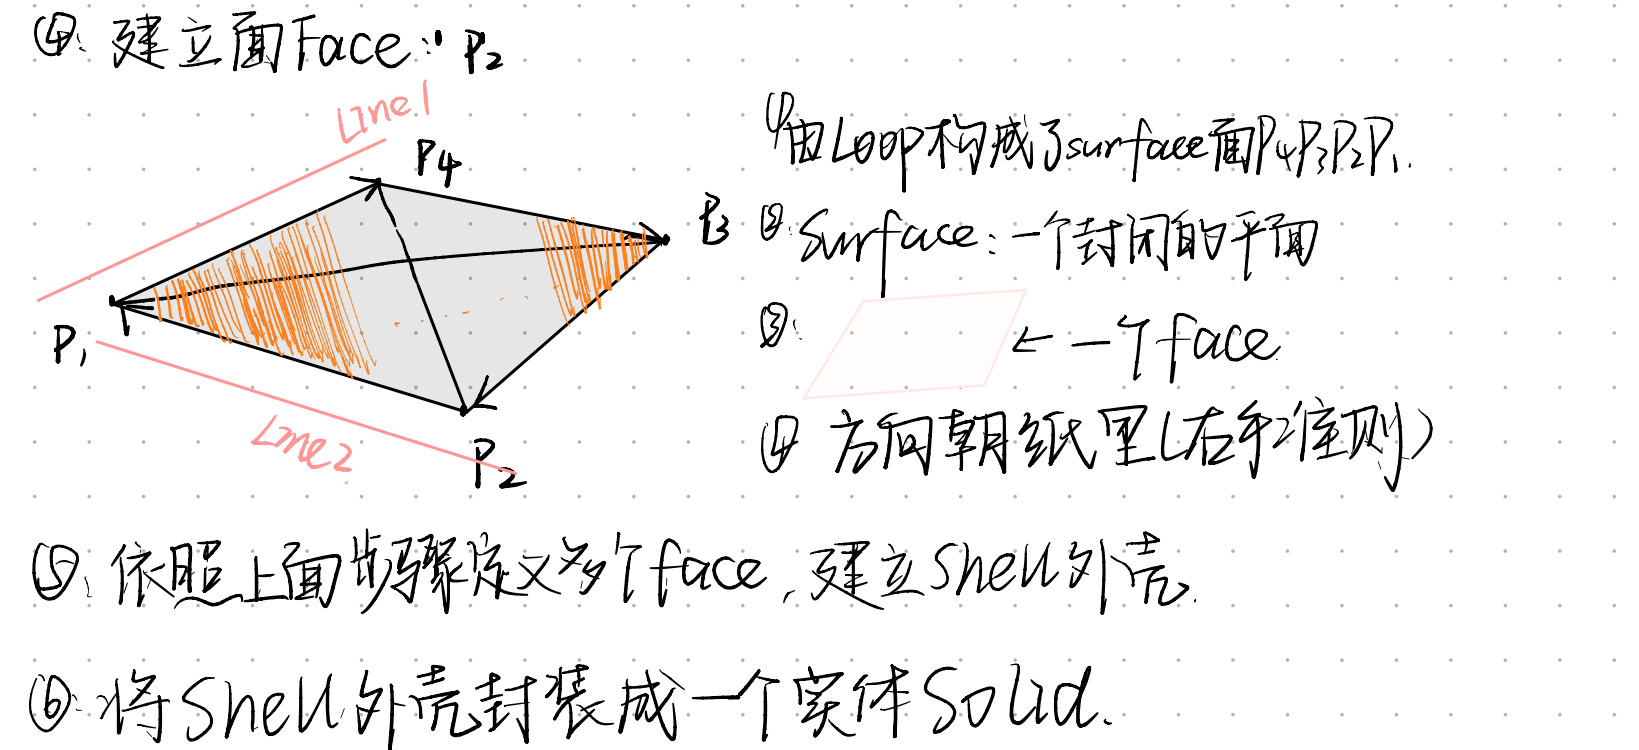 ④. 建立面Face: P2
Line1
P4
P3
P1
Line2
P2
①由Loop构成了surface面P4P3P2P1.
②. Surface: 一个封闭的平面
③. ← 一个face
④ 方向朝纸里(右手准则)
⑤. 依照上面步骤定义多个face, 建立Shell外壳.
⑥. 将Shell外壳封装成一个实体Solid.